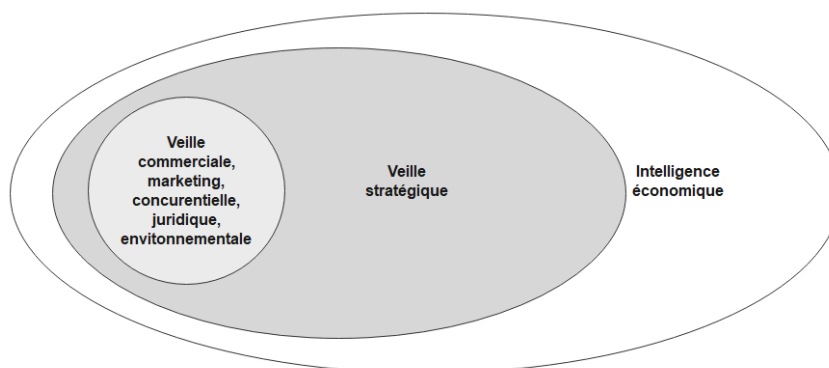 Veille
commerciale,
marketing,
concurentielle,
juridique,
envitonnementale
Veille
stratégique
Intelligence
économique